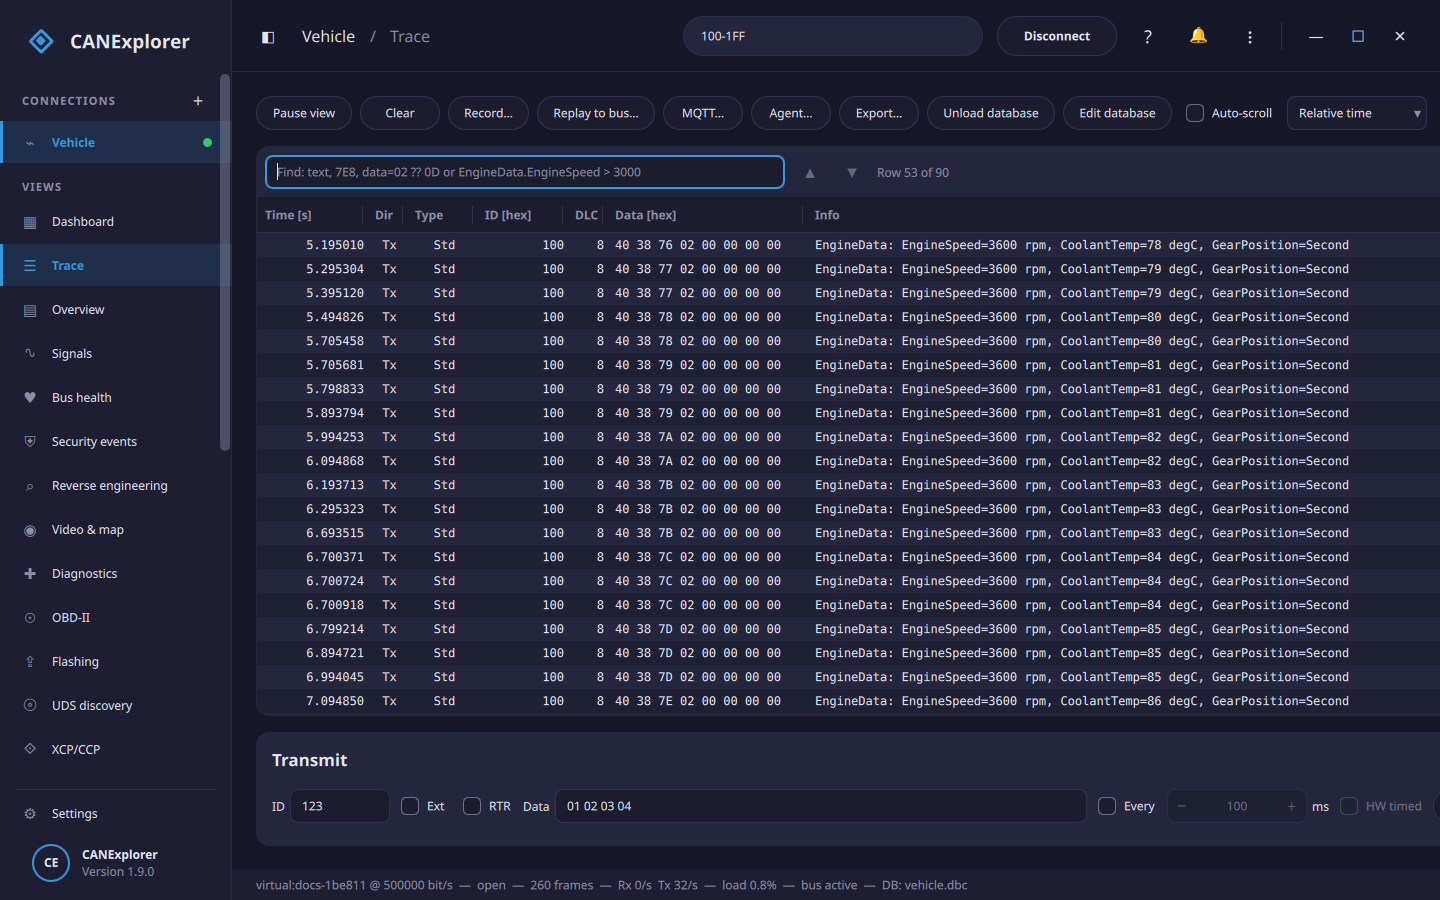 CANExplorer
Vehicle / Trace
100-1FF
Disconnect
?
CONNECTIONS +
Vehicle
VIEWS
Dashboard
Trace
Overview
Signals
Bus health
Security events
Reverse engineering
Video & map
Diagnostics
OBD-II
Flashing
UDS discovery
XCP/CCP
Settings
CE
CANExplorer
Version 1.9.0
Pause view Clear Record... Replay to bus... MQTT... Agent... Export... Unload database Edit database Auto-scroll Relative time
Find: text, 7E8, data=02 ?? 0D or EngineData.EngineSpeed > 3000 Row 53 of 90
Time [s] Dir Type ID [hex] DLC Data [hex] Info
5.195010 Tx Std 100 8 40 38 76 02 00 00 00 00 EngineData: EngineSpeed=3600 rpm, CoolantTemp=78 degC, GearPosition=Second
5.295304 Tx Std 100 8 40 38 77 02 00 00 00 00 EngineData: EngineSpeed=3600 rpm, CoolantTemp=79 degC, GearPosition=Second
5.395120 Tx Std 100 8 40 38 77 02 00 00 00 00 EngineData: EngineSpeed=3600 rpm, CoolantTemp=79 degC, GearPosition=Second
5.494826 Tx Std 100 8 40 38 78 02 00 00 00 00 EngineData: EngineSpeed=3600 rpm, CoolantTemp=80 degC, GearPosition=Second
5.705458 Tx Std 100 8 40 38 78 02 00 00 00 00 EngineData: EngineSpeed=3600 rpm, CoolantTemp=80 degC, GearPosition=Second
5.705681 Tx Std 100 8 40 38 79 02 00 00 00 00 EngineData: EngineSpeed=3600 rpm, CoolantTemp=81 degC, GearPosition=Second
5.798833 Tx Std 100 8 40 38 79 02 00 00 00 00 EngineData: EngineSpeed=3600 rpm, CoolantTemp=81 degC, GearPosition=Second
5.893794 Tx Std 100 8 40 38 79 02 00 00 00 00 EngineData: EngineSpeed=3600 rpm, CoolantTemp=81 degC, GearPosition=Second
5.994253 Tx Std 100 8 40 38 7A 02 00 00 00 00 EngineData: EngineSpeed=3600 rpm, CoolantTemp=82 degC, GearPosition=Second
6.094868 Tx Std 100 8 40 38 7A 02 00 00 00 00 EngineData: EngineSpeed=3600 rpm, CoolantTemp=82 degC, GearPosition=Second
6.193713 Tx Std 100 8 40 38 7B 02 00 00 00 00 EngineData: EngineSpeed=3600 rpm, CoolantTemp=83 degC, GearPosition=Second
6.295323 Tx Std 100 8 40 38 7B 02 00 00 00 00 EngineData: EngineSpeed=3600 rpm, CoolantTemp=83 degC, GearPosition=Second
6.693515 Tx Std 100 8 40 38 7B 02 00 00 00 00 EngineData: EngineSpeed=3600 rpm, CoolantTemp=83 degC, GearPosition=Second
6.700371 Tx Std 100 8 40 38 7C 02 00 00 00 00 EngineData: EngineSpeed=3600 rpm, CoolantTemp=84 degC, GearPosition=Second
6.700724 Tx Std 100 8 40 38 7C 02 00 00 00 00 EngineData: EngineSpeed=3600 rpm, CoolantTemp=84 degC, GearPosition=Second
6.700918 Tx Std 100 8 40 38 7C 02 00 00 00 00 EngineData: EngineSpeed=3600 rpm, CoolantTemp=84 degC, GearPosition=Second
6.799214 Tx Std 100 8 40 38 7D 02 00 00 00 00 EngineData: EngineSpeed=3600 rpm, CoolantTemp=85 degC, GearPosition=Second
6.894721 Tx Std 100 8 40 38 7D 02 00 00 00 00 EngineData: EngineSpeed=3600 rpm, CoolantTemp=85 degC, GearPosition=Second
6.994045 Tx Std 100 8 40 38 7D 02 00 00 00 00 EngineData: EngineSpeed=3600 rpm, CoolantTemp=85 degC, GearPosition=Second
7.094850 Tx Std 100 8 40 38 7E 02 00 00 00 00 EngineData: EngineSpeed=3600 rpm, CoolantTemp=86 degC, GearPosition=Second
Transmit
ID 123 Ext RTR Data 01 02 03 04 Every − 100 + ms HW timed
virtual:docs-1be811 @ 500000 bit/s — open — 260 frames — Rx 0/s Tx 32/s — load 0.8% — bus active — DB: vehicle.dbc